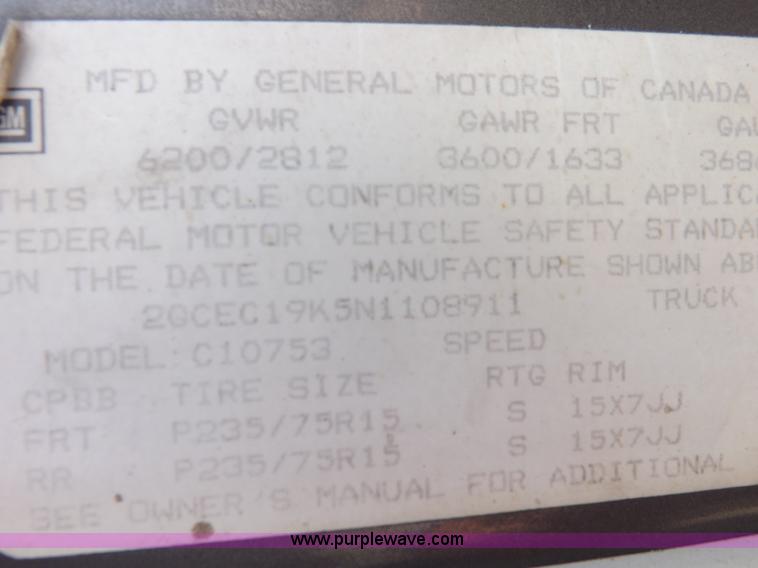 MFD BY GENERAL MOTORS OF CANADA
GM
GVWR GAWR FRT
6200/2812 3600/1633
THIS VEHICLE CONFORMS TO ALL
FEDERAL MOTOR VEHICLE SAFETY
ON THE DATE OF MANUFACTURE SHOWN
2GCEC19K5N1108911 TRUCK
MODEL: C10753 SPEED
CPBB TIRE SIZE RTG RIM
FRT P235/75R15 S 15X7JJ
RR P235/75R15 S 15X7JJ
SEE OWNER'S MANUAL FOR ADDITIONAL
www.purplewave.com